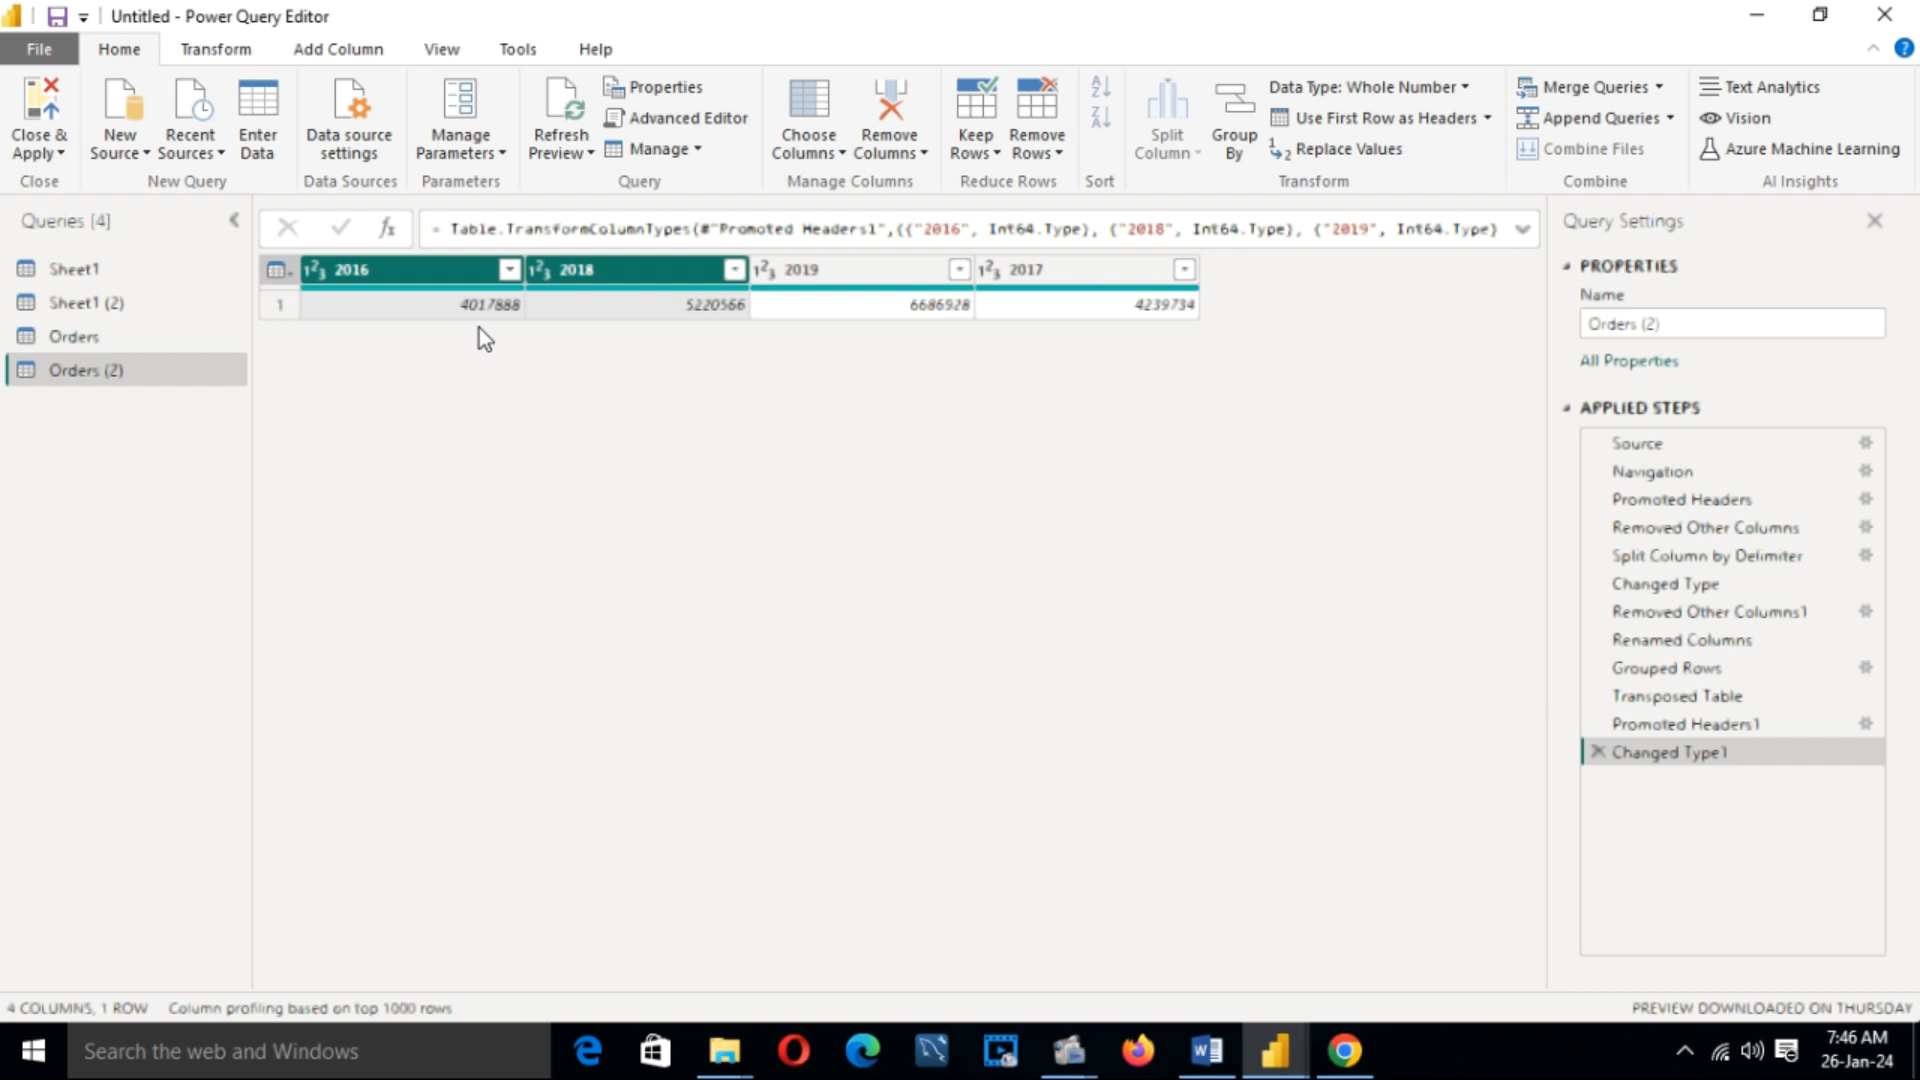 Untitled - Power Query Editor
File Home Transform Add Column View Tools Help
Close & Apply
New Source
Recent Sources
Enter Data
Data source settings
Manage Parameters
Refresh Preview
Properties
Advanced Editor
Manage
Choose Columns
Remove Columns
Keep Rows
Remove Rows
Split Column
Group By
Data Type: Whole Number
Use First Row as Headers
Replace Values
Merge Queries
Append Queries
Combine Files
Text Analytics
Vision
Azure Machine Learning
Close New Query Data Sources Parameters Query Manage Columns Reduce Rows Sort Transform Combine AI Insights
Queries [4]
Sheet1
Sheet1 (2)
Orders
Orders (2)
fx = Table.TransformColumnTypes(#"Promoted Headers1",{{"2016", Int64.Type}, {"2018", Int64.Type}, {"2019", Int64.Type}
123 2016 123 2018 123 2019 123 2017
1 4017888 5220566 6686928 4239734
Query Settings
PROPERTIES
Name
Orders (2)
All Properties
APPLIED STEPS
Source
Navigation
Promoted Headers
Removed Other Columns
Split Column by Delimiter
Changed Type
Removed Other Columns1
Renamed Columns
Grouped Rows
Transposed Table
Promoted Headers1
Changed Type1
4 COLUMNS, 1 ROW Column profiling based on top 1000 rows
PREVIEW DOWNLOADED ON THURSDAY
Search the web and Windows
7:46 AM
26-Jan-24